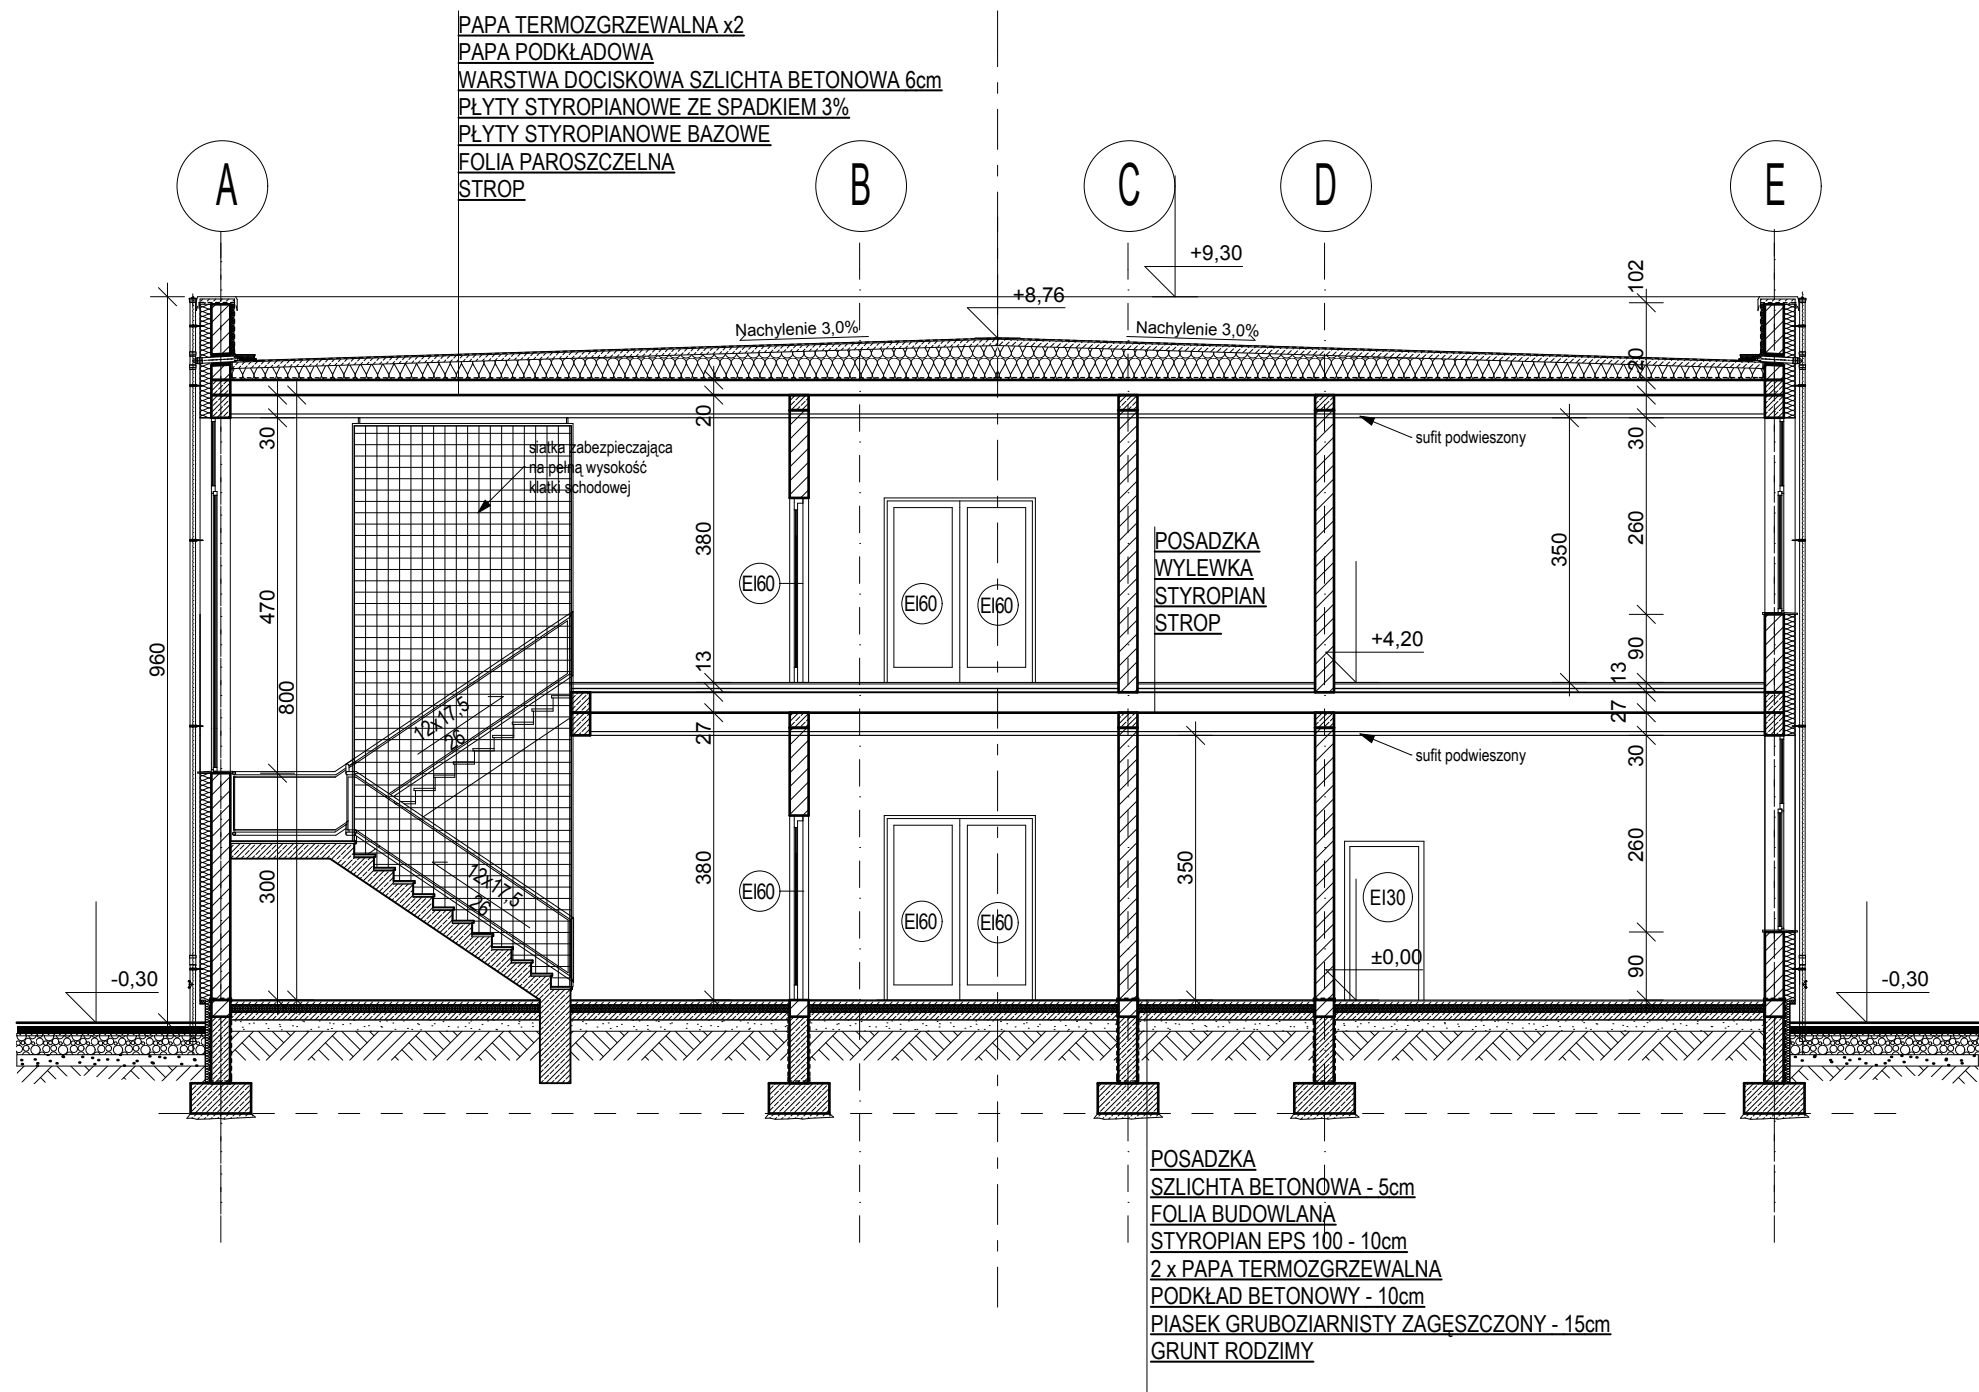 PAPA TERMOZGRZEWALNA x2
PAPA PODKŁADOWA
WARSTWA DOCISKOWA SZLICHTA BETONOWA 6cm
PŁYTY STYROPIANOWE ZE SPADKIEM 3%
PŁYTY STYROPIANOWE BAZOWE
FOLIA PAROSZCZELNA
STROP
A
B
C
D
E
+9,30
+8,76
102
Nachylenie 3,0%
Nachylenie 3,0%
20
20
30
30
sufit podwieszony
siatka zabezpieczająca
na pełną wysokość
klatki schodowej
380
260
350
POSADZKA
WYLEWKA
STYROPIAN
STROP
EI60
EI60
EI60
470
+4,20
960
800
13
90
13
12x17,5
26
27
27
sufit podwieszony
30
300
380
350
260
12x17,5
26
EI60
EI60
EI60
EI30
±0,00
90
-0,30
-0,30
POSADZKA
SZLICHTA BETONOWA - 5cm
FOLIA BUDOWLANA
STYROPIAN EPS 100 - 10cm
2 x PAPA TERMOZGRZEWALNA
PODKŁAD BETONOWY - 10cm
PIASEK GRUBOZIARNISTY ZAGĘSZCZONY - 15cm
GRUNT RODZIMY